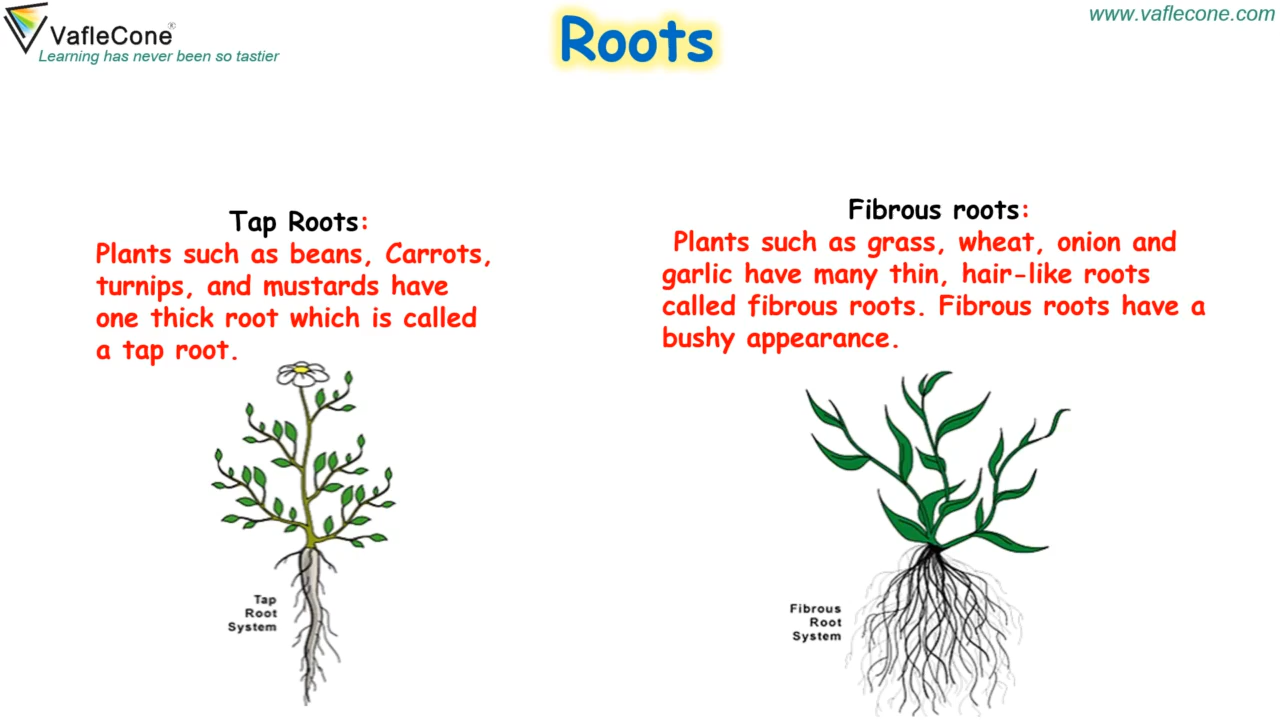 VafleCone®
Learning has never been so tastier
Roots
www.vaflecone.com
Tap Roots:
Plants such as beans, Carrots,
turnips, and mustards have
one thick root which is called
a tap root.
Tap
Root
System
Fibrous roots:
Plants such as grass, wheat, onion and
garlic have many thin, hair-like roots
called fibrous roots. Fibrous roots have a
bushy appearance.
Fibrous
Root
System